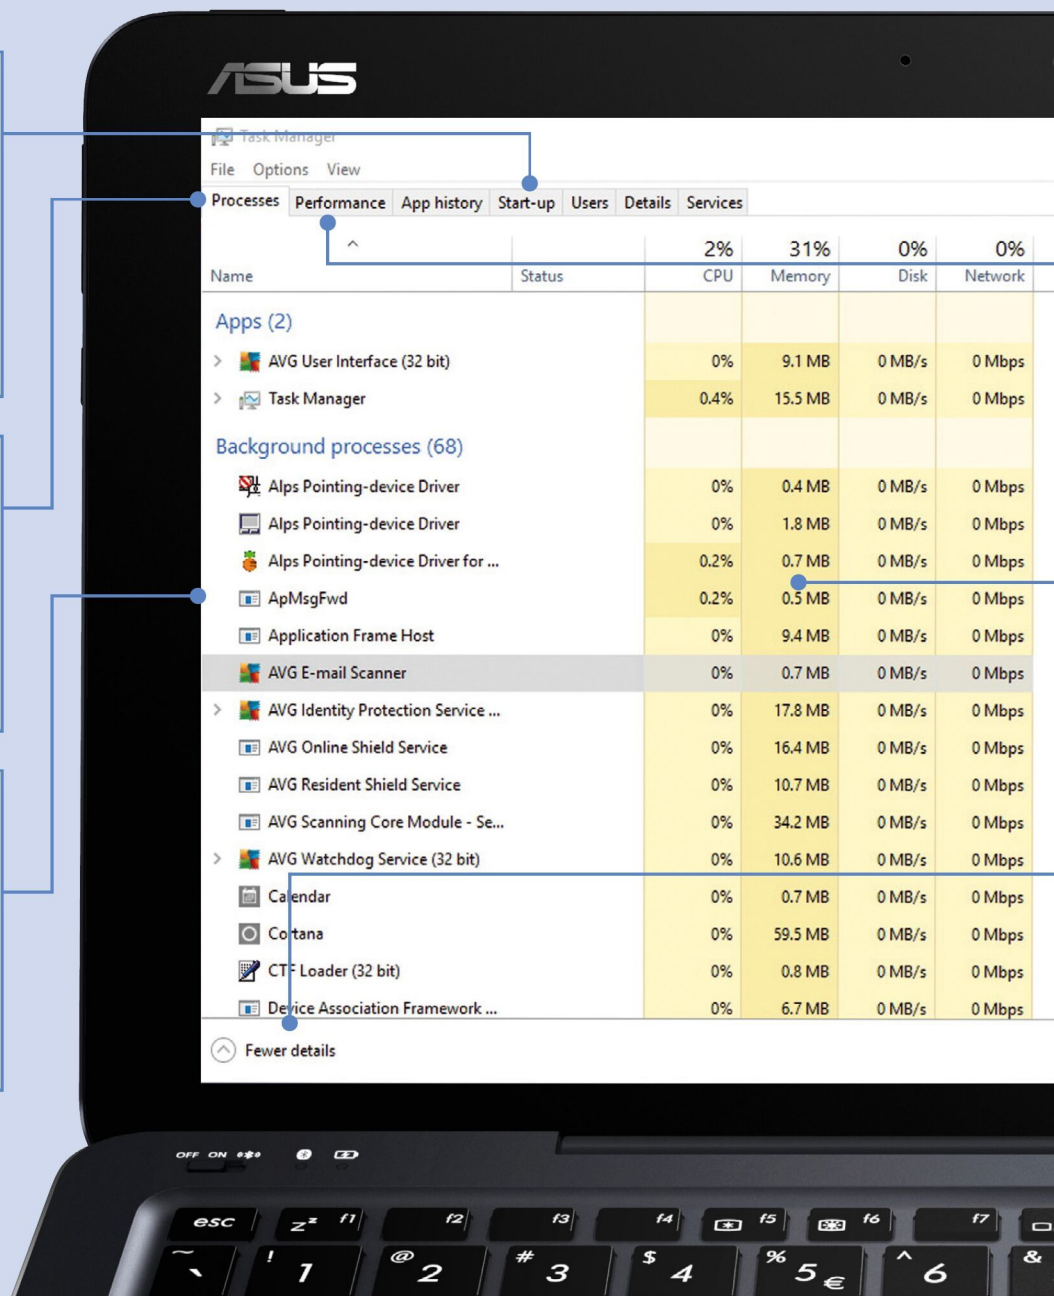 ASUS
Task Manager
File Options View
Processes Performance App history Start-up Users Details Services
2% 31% 0% 0%
Name Status CPU Memory Disk Network
Apps (2)
AVG User Interface (32 bit) 0% 9.1 MB 0 MB/s 0 Mbps
Task Manager 0.4% 15.5 MB 0 MB/s 0 Mbps
Background processes (68)
Alps Pointing-device Driver 0% 0.4 MB 0 MB/s 0 Mbps
Alps Pointing-device Driver 0% 1.8 MB 0 MB/s 0 Mbps
Alps Pointing-device Driver for ... 0.2% 0.7 MB 0 MB/s 0 Mbps
ApMsgFwd 0.2% 0.5 MB 0 MB/s 0 Mbps
Application Frame Host 0% 9.4 MB 0 MB/s 0 Mbps
AVG E-mail Scanner 0% 0.7 MB 0 MB/s 0 Mbps
AVG Identity Protection Service ... 0% 17.8 MB 0 MB/s 0 Mbps
AVG Online Shield Service 0% 16.4 MB 0 MB/s 0 Mbps
AVG Resident Shield Service 0% 10.7 MB 0 MB/s 0 Mbps
AVG Scanning Core Module - Se... 0% 34.2 MB 0 MB/s 0 Mbps
AVG Watchdog Service (32 bit) 0% 10.6 MB 0 MB/s 0 Mbps
Calendar 0% 0.7 MB 0 MB/s 0 Mbps
Cortana 0% 59.5 MB 0 MB/s 0 Mbps
CTF Loader (32 bit) 0% 0.8 MB 0 MB/s 0 Mbps
Device Association Framework ... 0% 6.7 MB 0 MB/s 0 Mbps
Fewer details
OFF ON
esc zz f1 f2 f3 f4 f5 f6 f7
~ ! @ # $ % ^ &
` 1 2 3 4 5 € 6